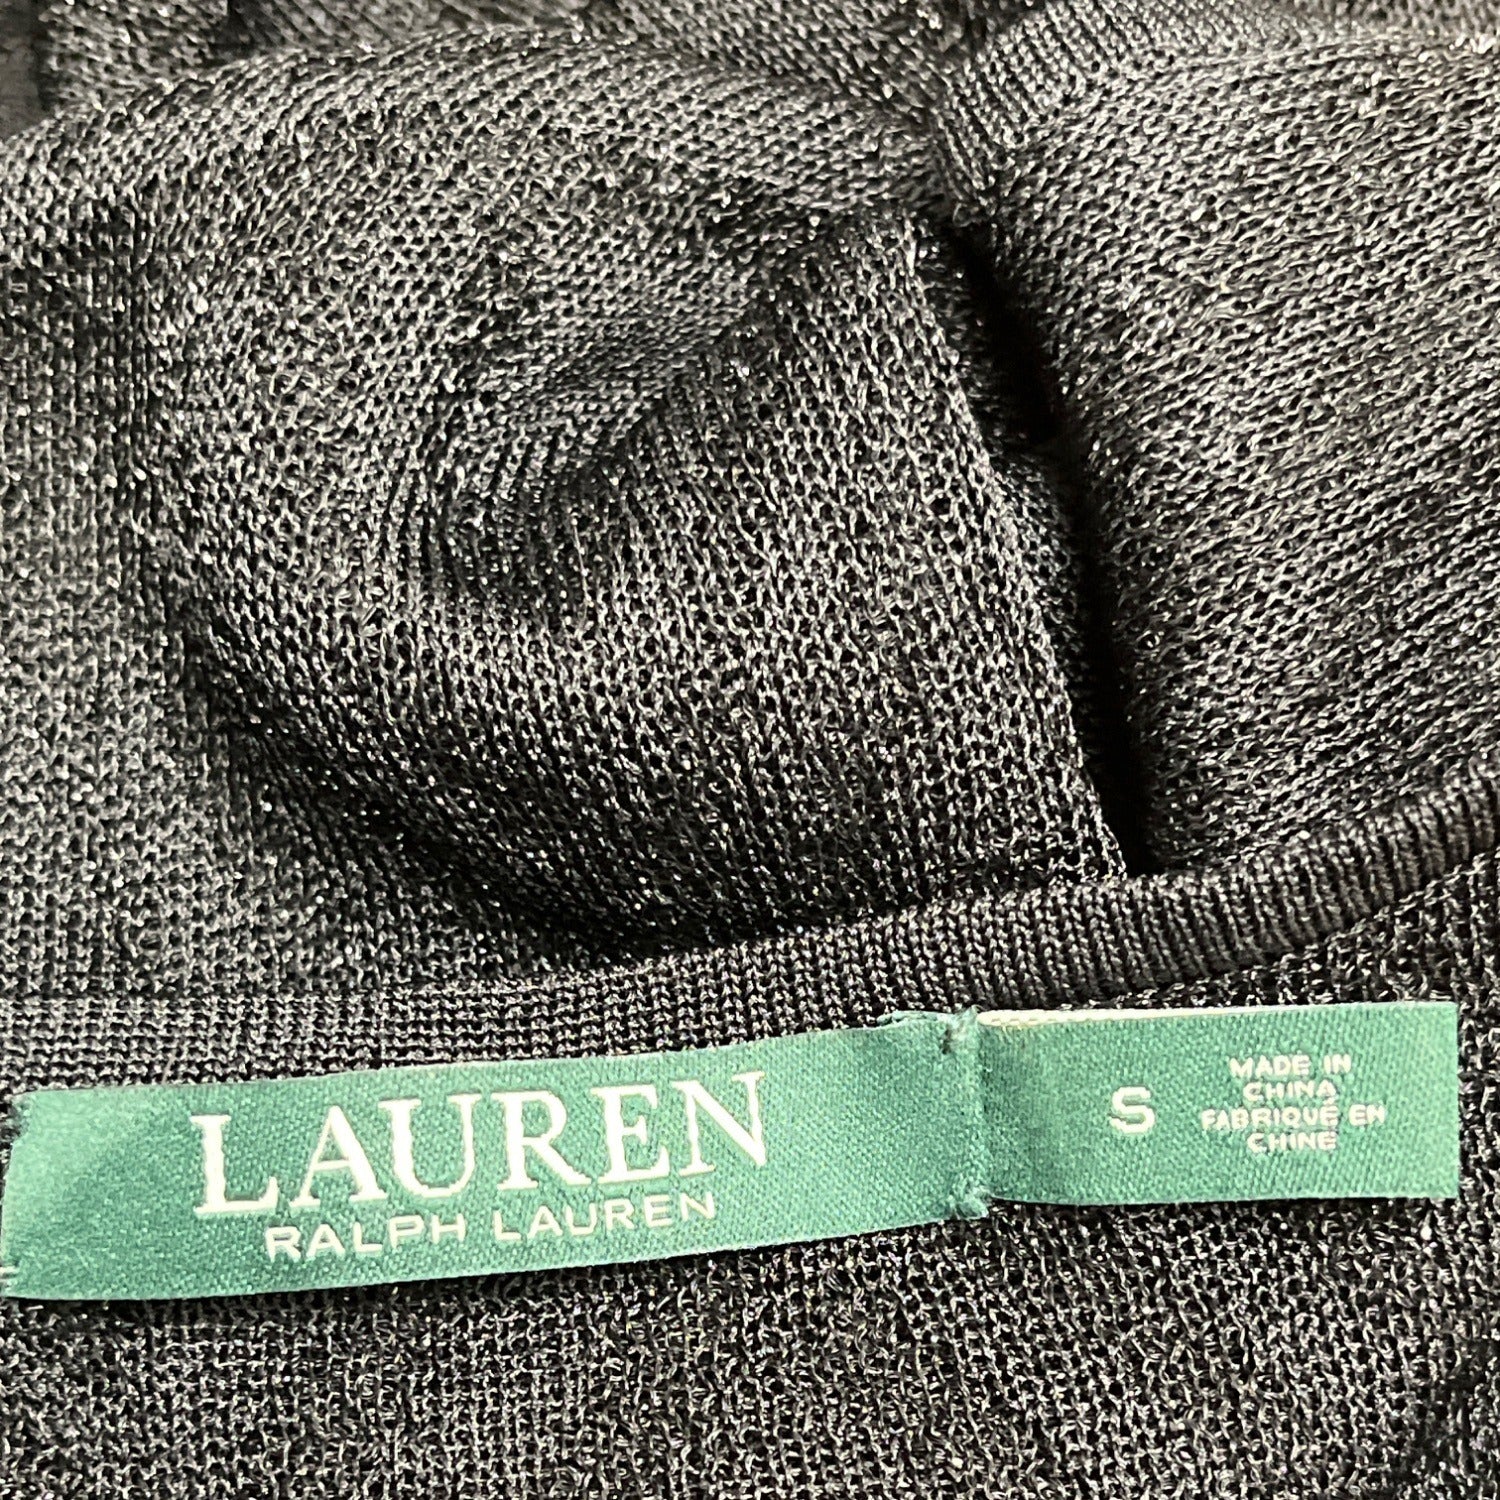 LAUREN
RALPH LAUREN
S
MADE IN
CHINA
FABRIQUÉ EN
CHINE